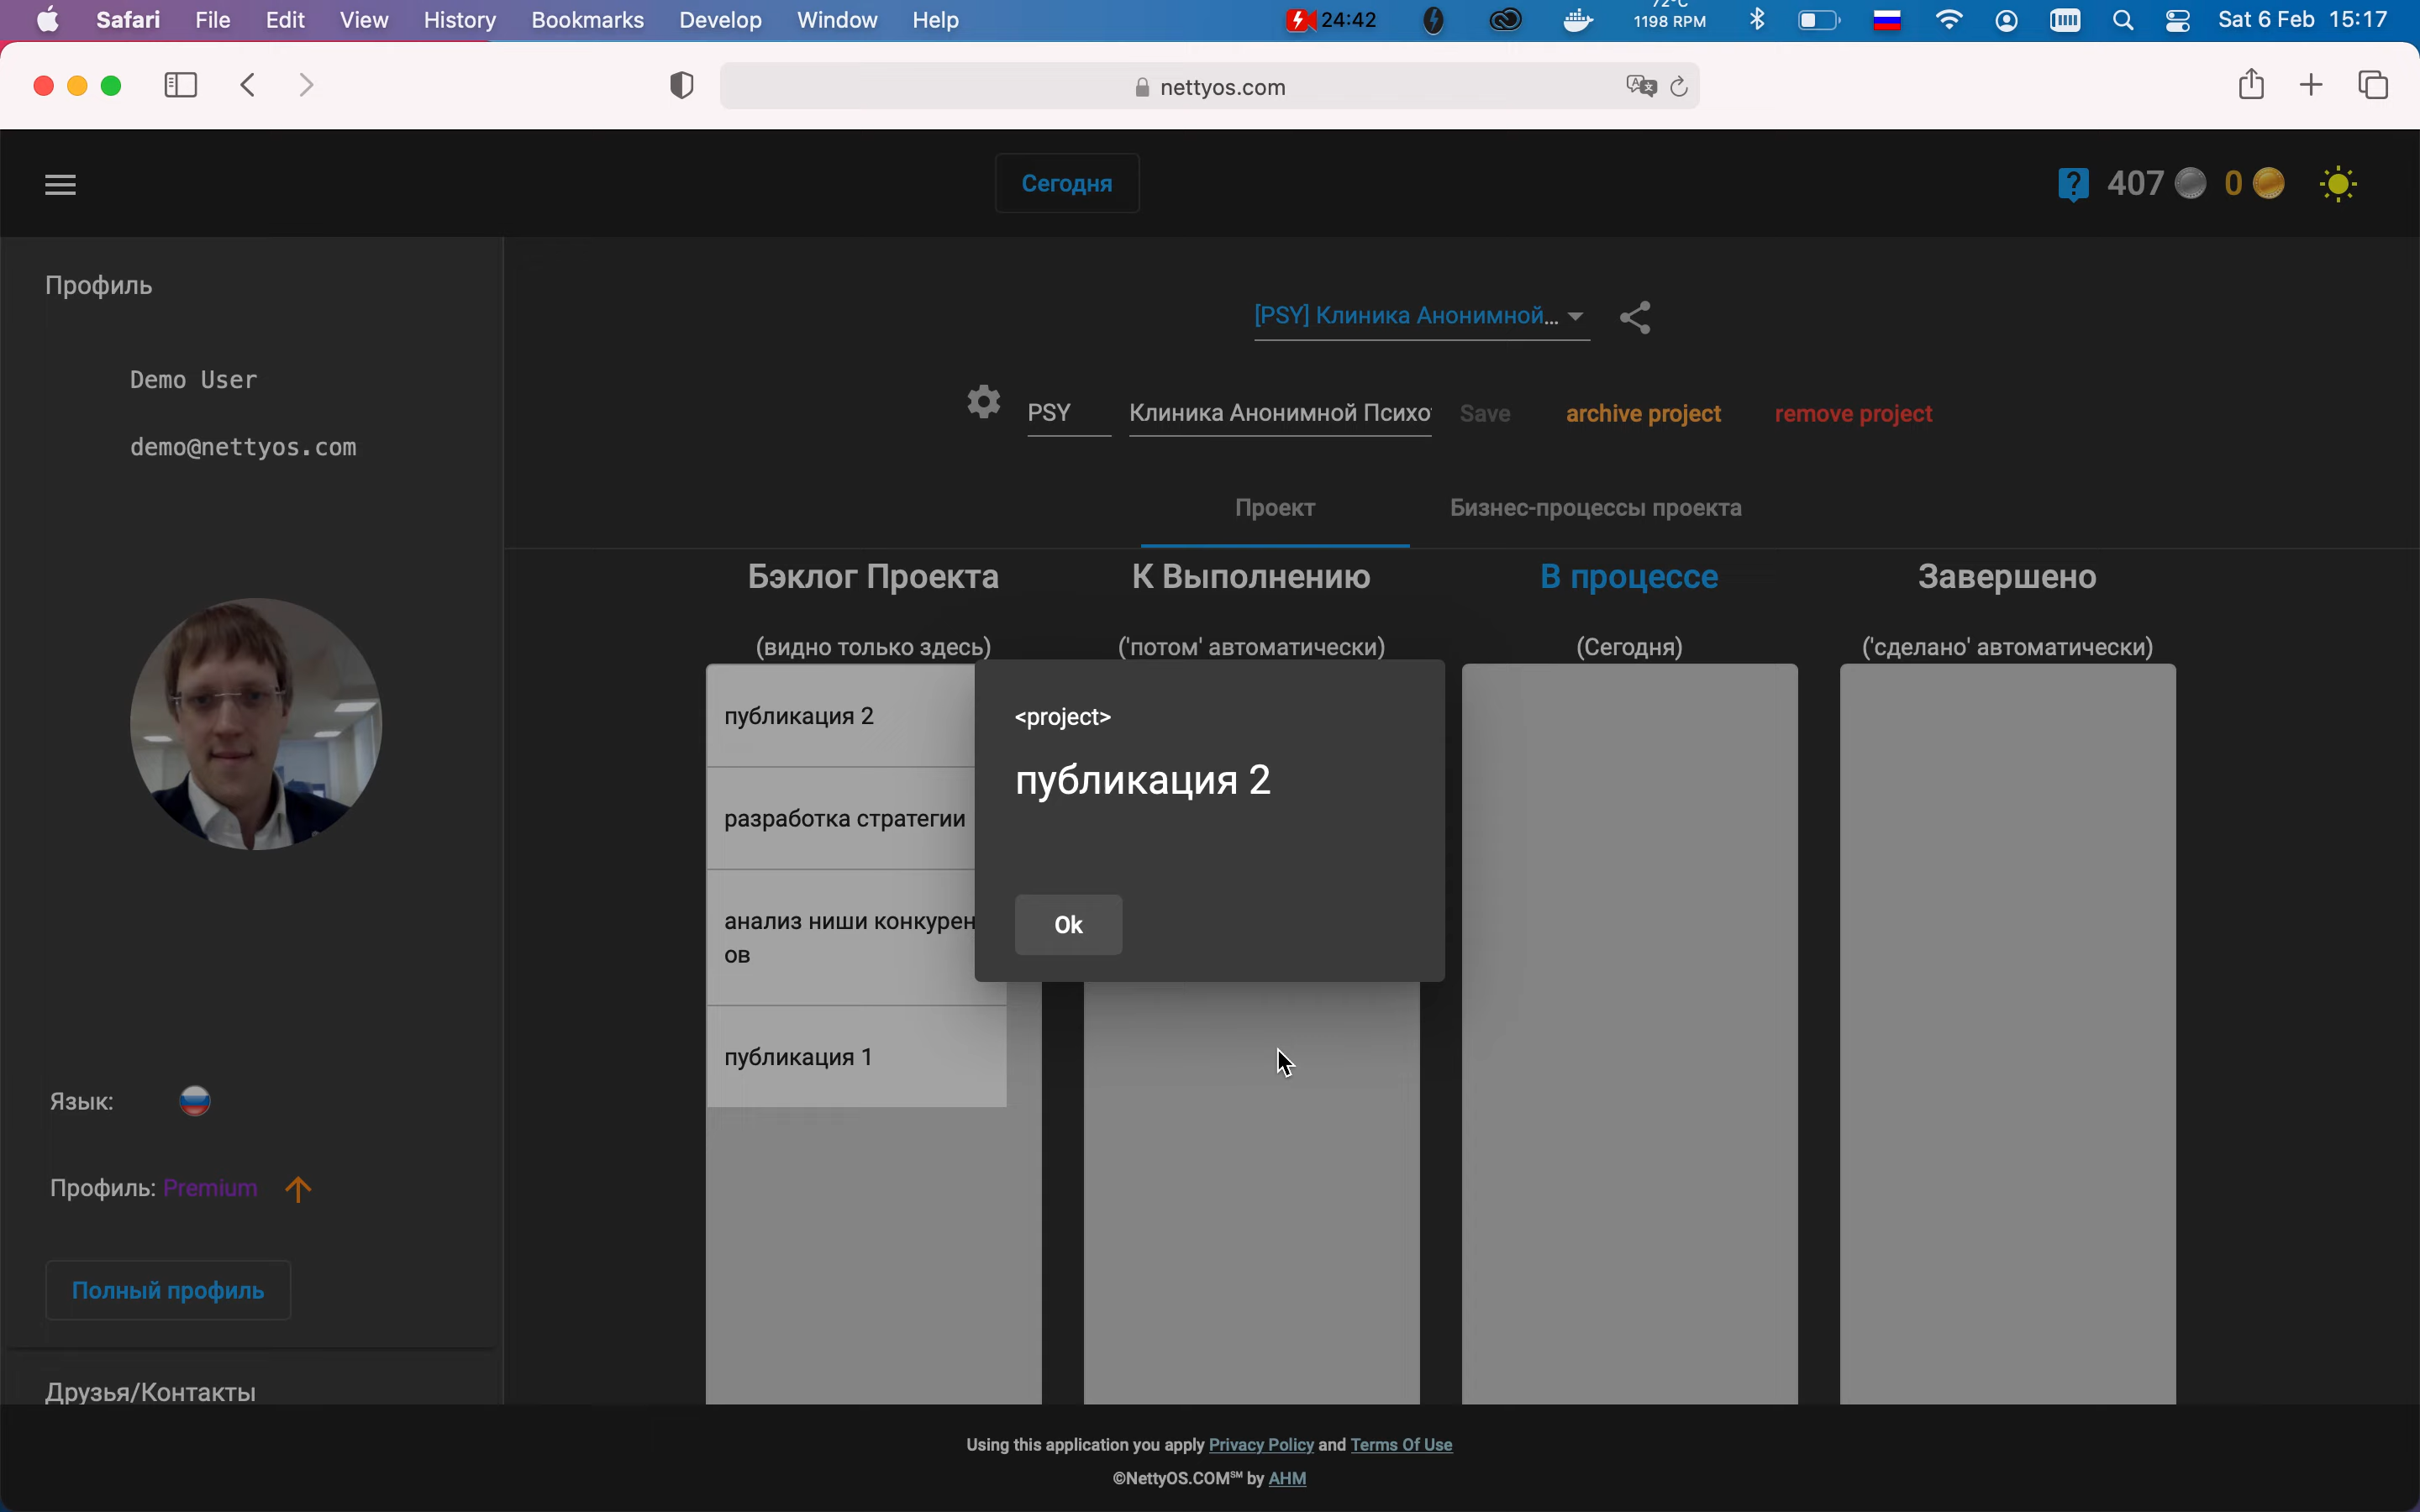 Safari File Edit View History Bookmarks Develop Window Help 24:42 72°C 1198 RPM Sat 6 Feb 15:17
nettyos.com
Сегодня
407 0
Профиль
Demo User
demo@nettyos.com
Язык:
Профиль: Premium
Полный профиль
Друзья/Контакты
[PSY] Клиника Анонимной...
PSY Клиника Анонимной Психо Save archive project remove project
Проект Бизнес-процессы проекта
Бэклог Проекта К Выполнению В процессе Завершено
(видно только здесь) ('потом' автоматически) (Сегодня) ('сделано' автоматически)
публикация 2
разработка стратегии
анализ ниши конкурен
ов
публикация 1
<project>
публикация 2
Ok
Using this application you apply Privacy Policy and Terms Of Use
©NettyOS.COM℠ by AHM